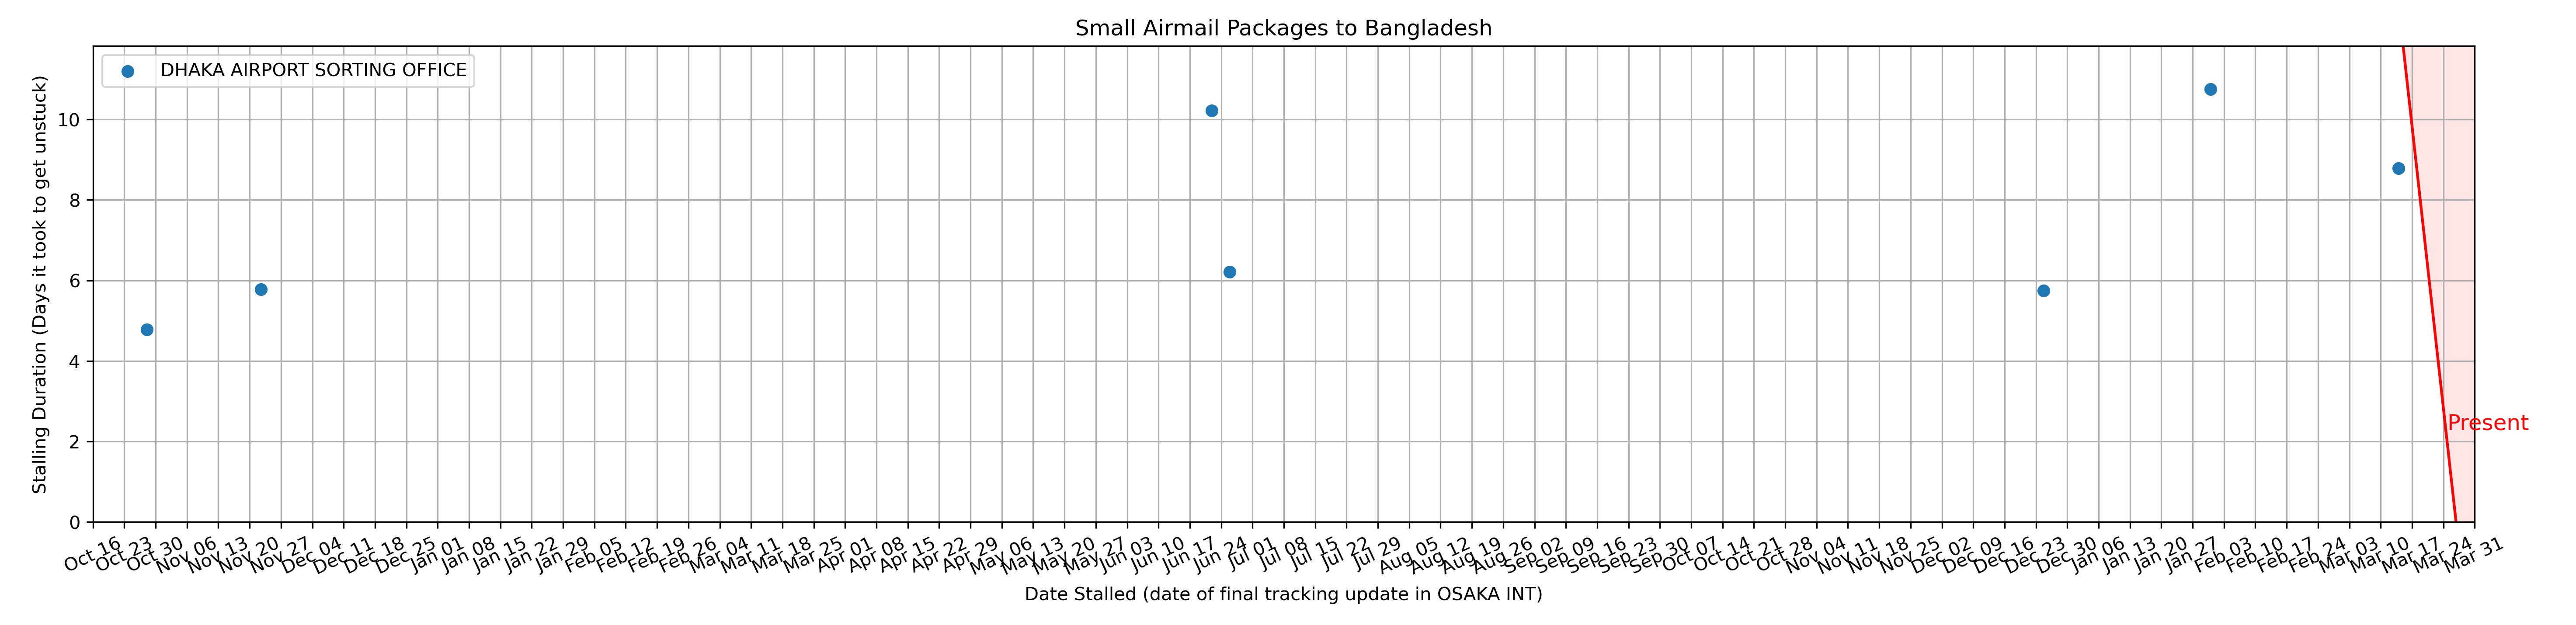 Small Airmail Packages to Bangladesh
DHAKA AIRPORT SORTING OFFICE
Stalling Duration (Days it took to get unstuck)
10
8
6
4
2
0
Present
Oct 16
Oct 23
Oct 30
Nov 06
Nov 13
Nov 20
Nov 27
Dec 04
Dec 11
Dec 18
Dec 25
Jan 01
Jan 08
Jan 15
Jan 22
Jan 29
Feb 05
Feb 12
Feb 19
Feb 26
Mar 04
Mar 11
Mar 18
Mar 25
Apr 01
Apr 08
Apr 15
Apr 22
Apr 29
May 06
May 13
May 20
May 27
Jun 03
Jun 10
Jun 17
Jun 24
Jul 01
Jul 08
Jul 15
Jul 22
Jul 29
Aug 05
Aug 12
Aug 19
Aug 26
Sep 02
Sep 09
Sep 16
Sep 23
Sep 30
Oct 07
Oct 14
Oct 21
Oct 28
Nov 04
Nov 11
Nov 18
Nov 25
Dec 02
Dec 09
Dec 16
Dec 23
Dec 30
Jan 06
Jan 13
Jan 20
Jan 27
Feb 03
Feb 10
Feb 17
Feb 24
Mar 03
Mar 10
Mar 17
Mar 24
Mar 31
Date Stalled (date of final tracking update in OSAKA INT)